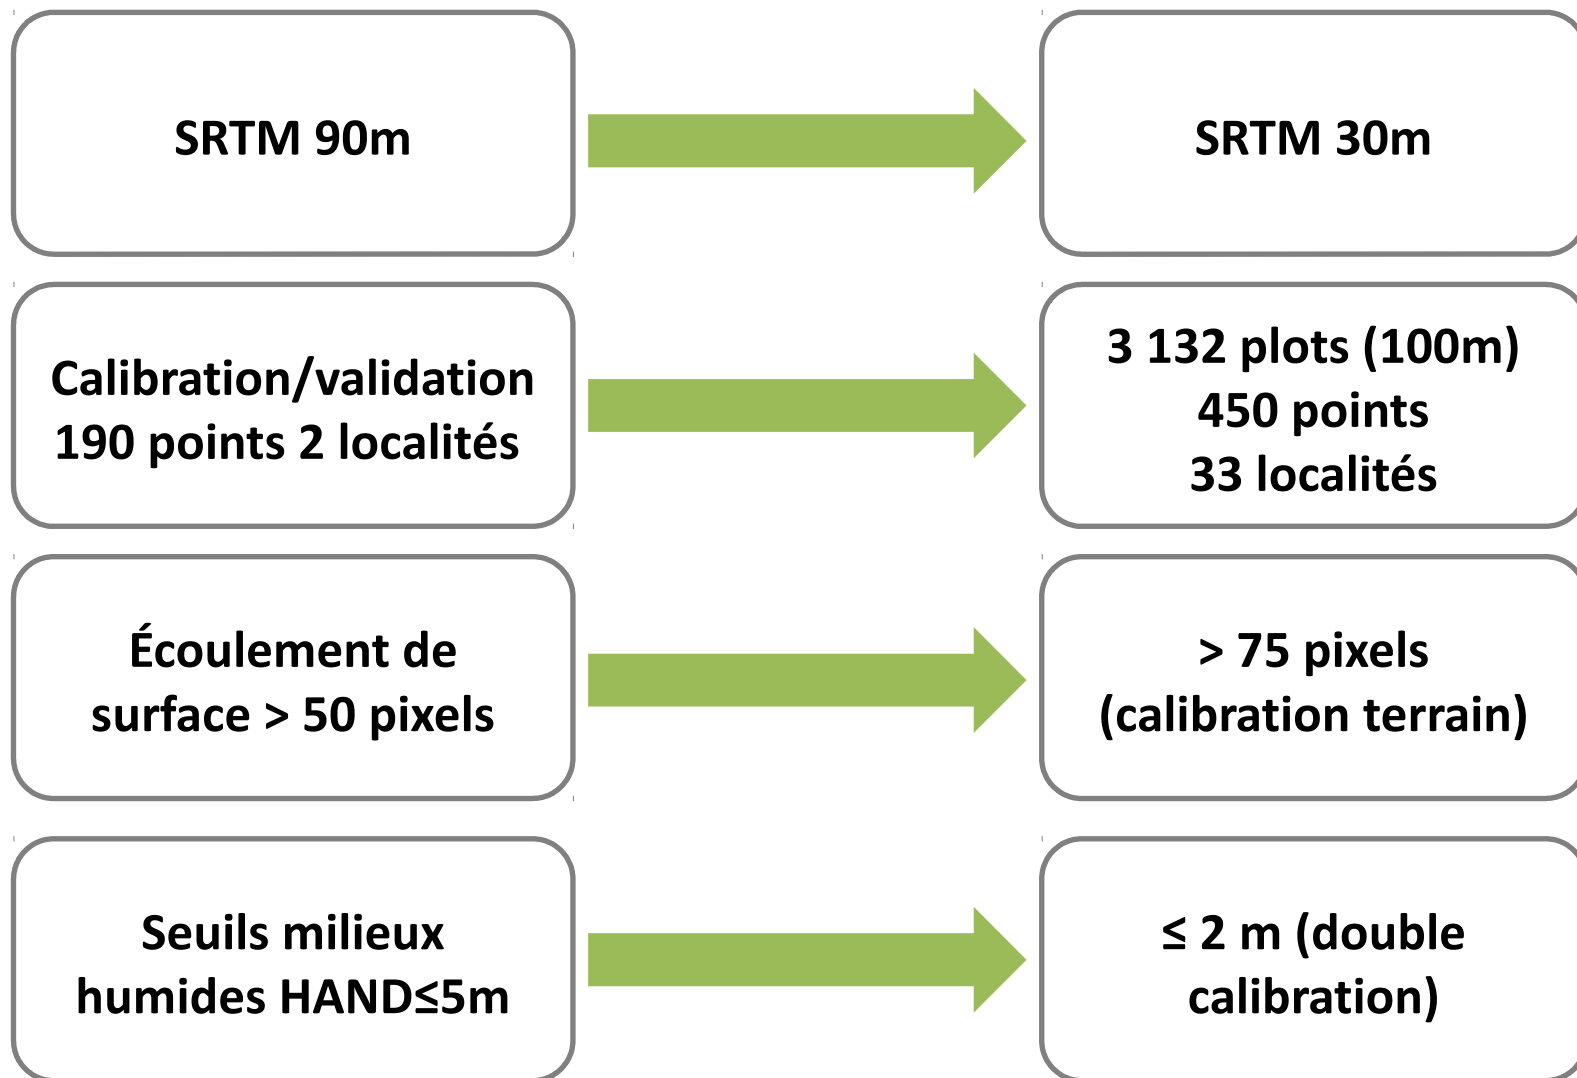 SRTM 90m
SRTM 30m
Calibration/validation
190 points 2 localités
3 132 plots (100m)
450 points
33 localités
Écoulement de
surface > 50 pixels
> 75 pixels
(calibration terrain)
Seuils milieux
humides HAND≤5m
≤ 2 m (double
calibration)